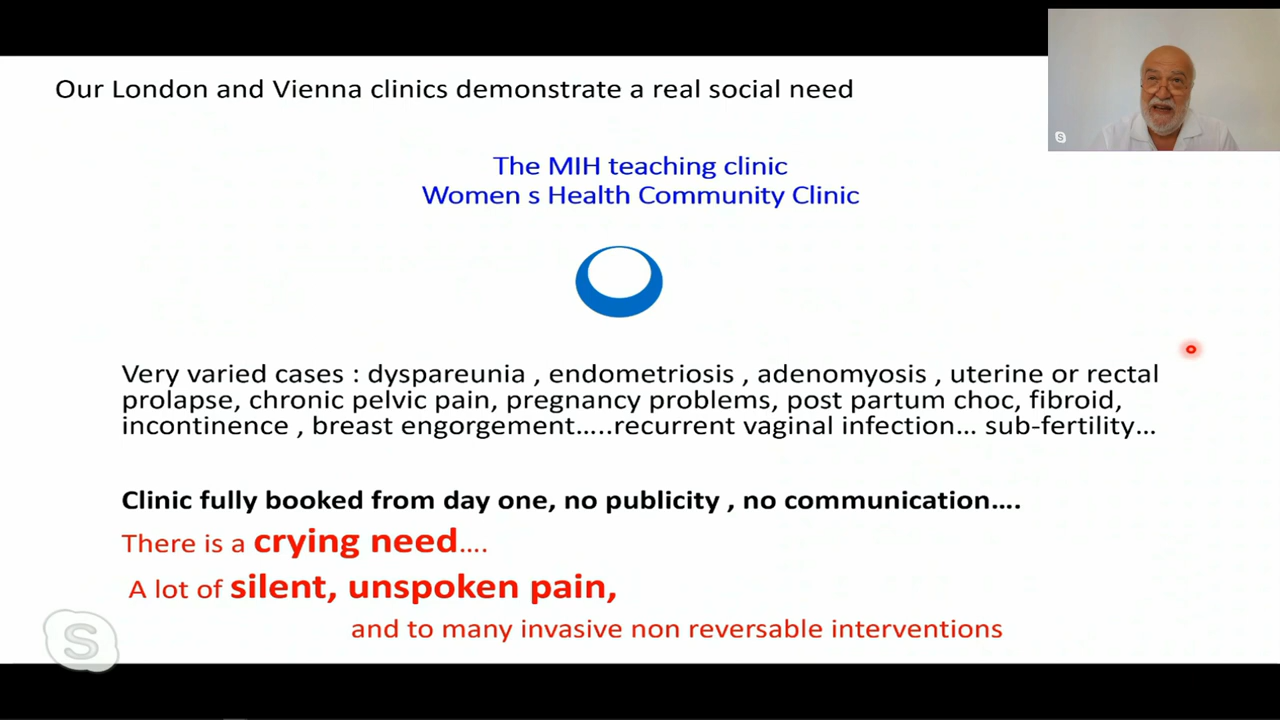 Our London and Vienna clinics demonstrate a real social need
The MIH teaching clinic
Women s Health Community Clinic
Very varied cases : dyspareunia , endometriosis , adenomyosis , uterine or rectal
prolapse, chronic pelvic pain, pregnancy problems, post partum choc, fibroid,
incontinence , breast engorgement…..recurrent vaginal infection… sub-fertility…
Clinic fully booked from day one, no publicity , no communication….
There is a crying need….
A lot of silent, unspoken pain,
and to many invasive non reversable interventions